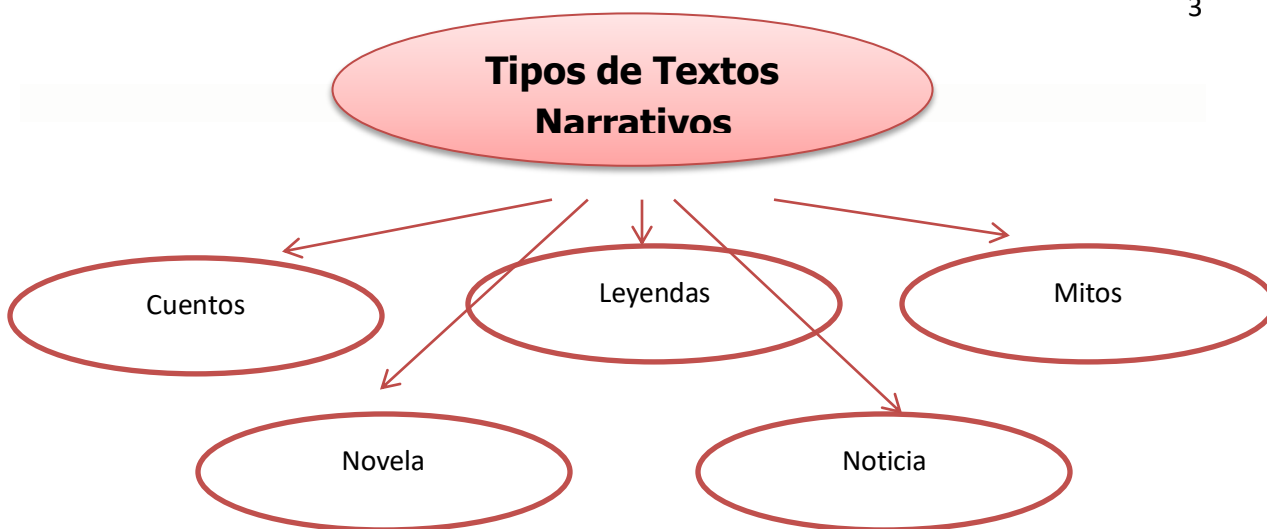 3
Tipos de Textos
Narrativos
Cuentos
Leyendas
Mitos
Novela
Noticia